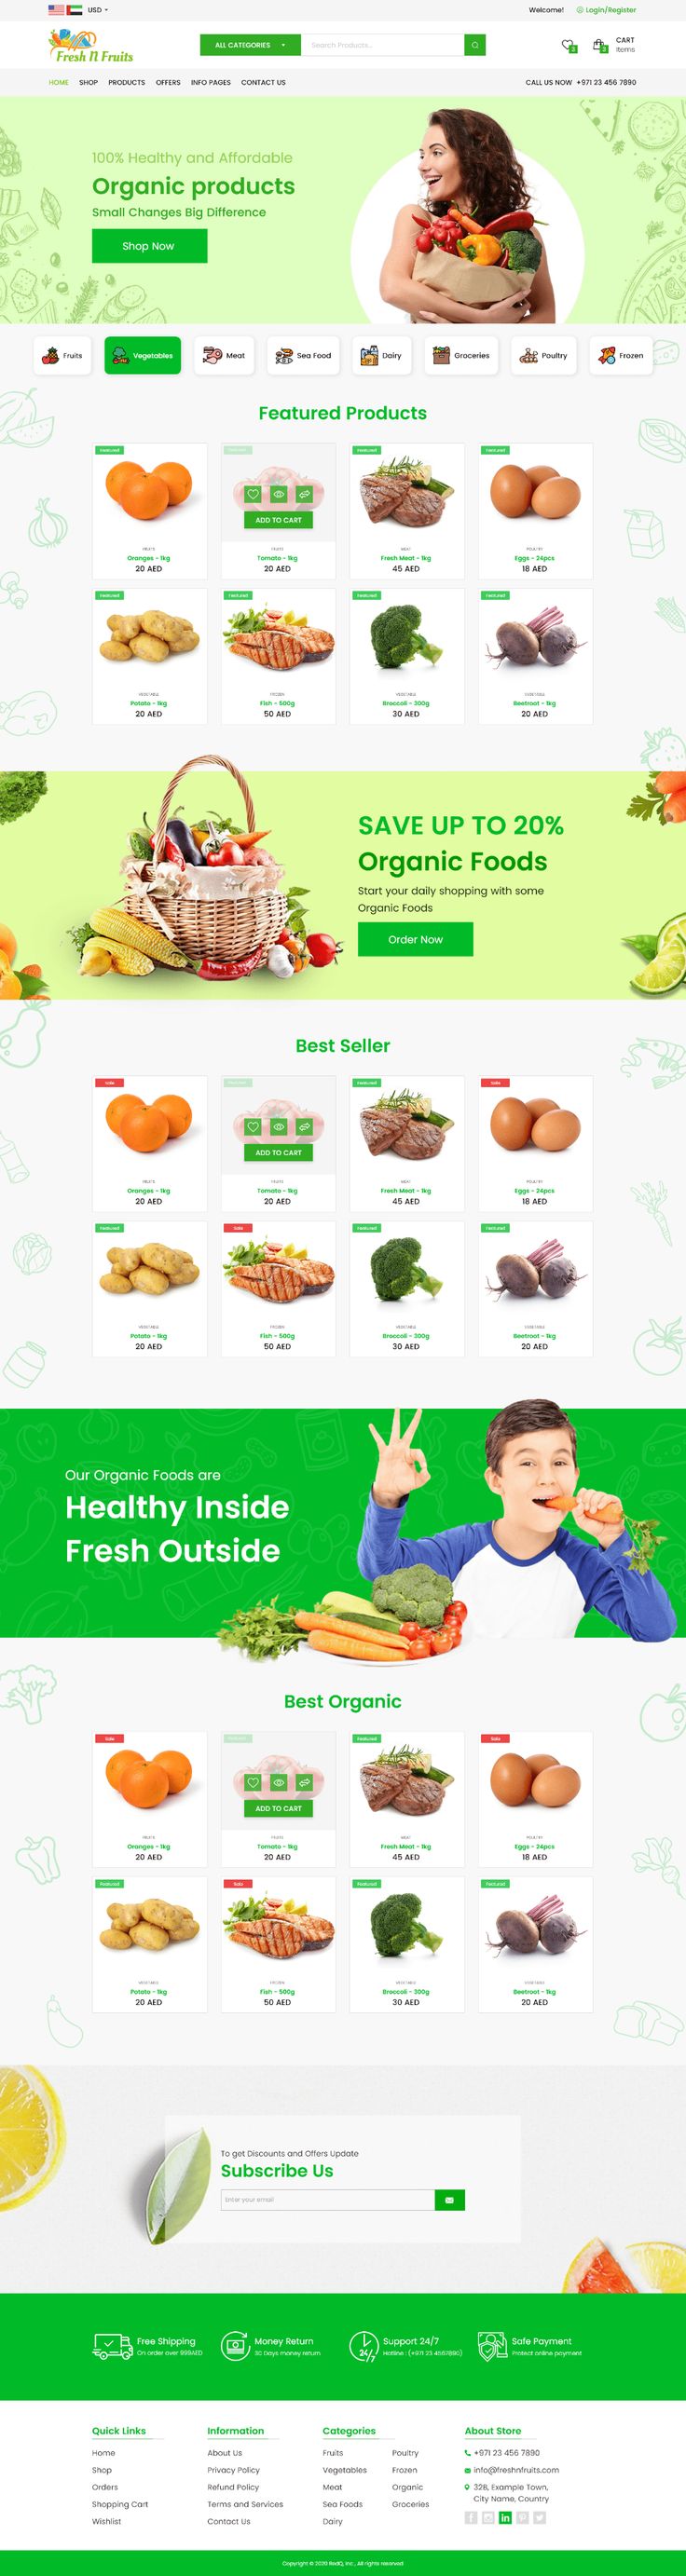 USD
Welcome! Login/Register
Fresh N Fruits
ALL CATEGORIES
Search Products...
CART
Items
HOME SHOP PRODUCTS OFFERS INFO PAGES CONTACT US
CALL US NOW +971 23 456 7890
100% Healthy and Affordable
Organic products
Small Changes Big Difference
Shop Now
Fruits Vegetables Meat Sea Food Dairy Groceries Poultry Frozen
Featured Products
Featured Featured Featured
ADD TO CART
FRUITS FRUITS MEAT POULTRY
Oranges - 1kg Tomato - 1kg Fresh Meat - 1kg Eggs - 24pcs
20 AED 20 AED 45 AED 18 AED
Featured Featured Featured Featured
VEGETABLE FROZEN VEGETABLE VEGETABLE
Potato - 1kg Fish - 500g Broccoli - 300g Beetroot - 1kg
20 AED 50 AED 30 AED 20 AED
SAVE UP TO 20%
Organic Foods
Start your daily shopping with some
Organic Foods
Order Now
Best Seller
Sale Featured Sale
ADD TO CART
FRUITS FRUITS MEAT POULTRY
Oranges - 1kg Tomato - 1kg Fresh Meat - 1kg Eggs - 24pcs
20 AED 20 AED 45 AED 18 AED
Featured Sale Featured Featured
VEGETABLE FROZEN VEGETABLE VEGETABLE
Potato - 1kg Fish - 500g Broccoli - 300g Beetroot - 1kg
20 AED 50 AED 30 AED 20 AED
Our Organic Foods are
Healthy Inside
Fresh Outside
Best Organic
Sale Featured Sale
ADD TO CART
FRUITS FRUITS MEAT POULTRY
Oranges - 1kg Tomato - 1kg Fresh Meat - 1kg Eggs - 24pcs
20 AED 20 AED 45 AED 18 AED
Featured Sale Featured Featured
VEGETABLE FROZEN VEGETABLE VEGETABLE
Potato - 1kg Fish - 500g Broccoli - 300g Beetroot - 1kg
20 AED 50 AED 30 AED 20 AED
To get Discounts and Offers Update
Subscribe Us
Enter your email
Free Shipping Money Return Support 24/7 Safe Payment
On order over 999AED 30 Days money return 24/7 Hotline : (+971 23 4567890) Protect online payment
Quick Links Information Categories About Store
Home About Us Fruits Poultry +971 23 456 7890
Shop Privacy Policy Vegetables Frozen info@freshnfruits.com
Orders Refund Policy Meat Organic 328, Example Town,
City Name, Country
Shopping Cart Terms and Services Sea Foods Groceries
Wishlist Contact Us Dairy
Copyright © 2020 RedQ, Inc., All rights reserved